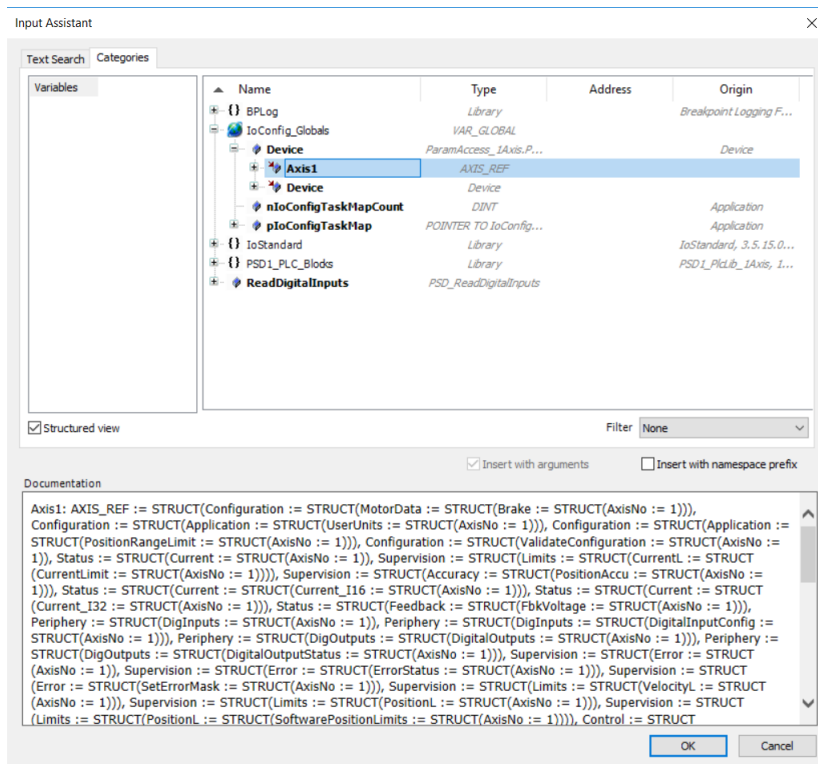 Input Assistant
Text Search Categories
Variables
Name Type Address Origin
BPLog Library Breakpoint Logging F...
IoConfig_Globals VAR_GLOBAL
Device ParamAccess_1Axis.P... Device
Axis1 AXIS_REF
Device Device
nIoConfigTaskMapCount DINT Application
pIoConfigTaskMap POINTER TO IoConfig... Application
IoStandard Library IoStandard, 3.5.15.0...
PSD1_PLC_Blocks Library PSD1_PlcLib_1Axis, 1...
ReadDigitalInputs PSD_ReadDigitalInputs
Structured view
Filter None
Insert with arguments Insert with namespace prefix
Documentation
Axis1: AXIS_REF := STRUCT(Configuration := STRUCT(MotorData := STRUCT(Brake := STRUCT(AxisNo := 1))),
Configuration := STRUCT(Application := STRUCT(UserUnits := STRUCT(AxisNo := 1))), Configuration := STRUCT(Application :=
STRUCT(PositionRangeLimit := STRUCT(AxisNo := 1))), Configuration := STRUCT(ValidateConfiguration := STRUCT(AxisNo :=
1)), Status := STRUCT(Current := STRUCT(AxisNo := 1)), Supervision := STRUCT(Limits := STRUCT(CurrentL := STRUCT
(CurrentLimit := STRUCT(AxisNo := 1)))), Supervision := STRUCT(Accuracy := STRUCT(PositionAccu := STRUCT(AxisNo :=
1))), Status := STRUCT(Current := STRUCT(Current_I16 := STRUCT(AxisNo := 1))), Status := STRUCT(Current := STRUCT
(Current_I32 := STRUCT(AxisNo := 1))), Status := STRUCT(Feedback := STRUCT(FbkVoltage := STRUCT(AxisNo := 1))),
Periphery := STRUCT(DigInputs := STRUCT(AxisNo := 1)), Periphery := STRUCT(DigInputs := STRUCT(DigitalInputConfig :=
STRUCT(AxisNo := 1))), Periphery := STRUCT(DigOutputs := STRUCT(DigitalOutputs := STRUCT(AxisNo := 1))), Periphery :=
STRUCT(DigOutputs := STRUCT(DigitalOutputStatus := STRUCT(AxisNo := 1))), Supervision := STRUCT(Error := STRUCT
(AxisNo := 1)), Supervision := STRUCT(Error := STRUCT(ErrorStatus := STRUCT(AxisNo := 1))), Supervision := STRUCT
(Error := STRUCT(SetErrorMask := STRUCT(AxisNo := 1))), Supervision := STRUCT(Limits := STRUCT(VelocityL := STRUCT
(AxisNo := 1))), Supervision := STRUCT(Limits := STRUCT(PositionL := STRUCT(AxisNo := 1))), Supervision := STRUCT
(Limits := STRUCT(PositionL := STRUCT(SoftwarePositionLimits := STRUCT(AxisNo := 1)))), Control := STRUCT
OK Cancel